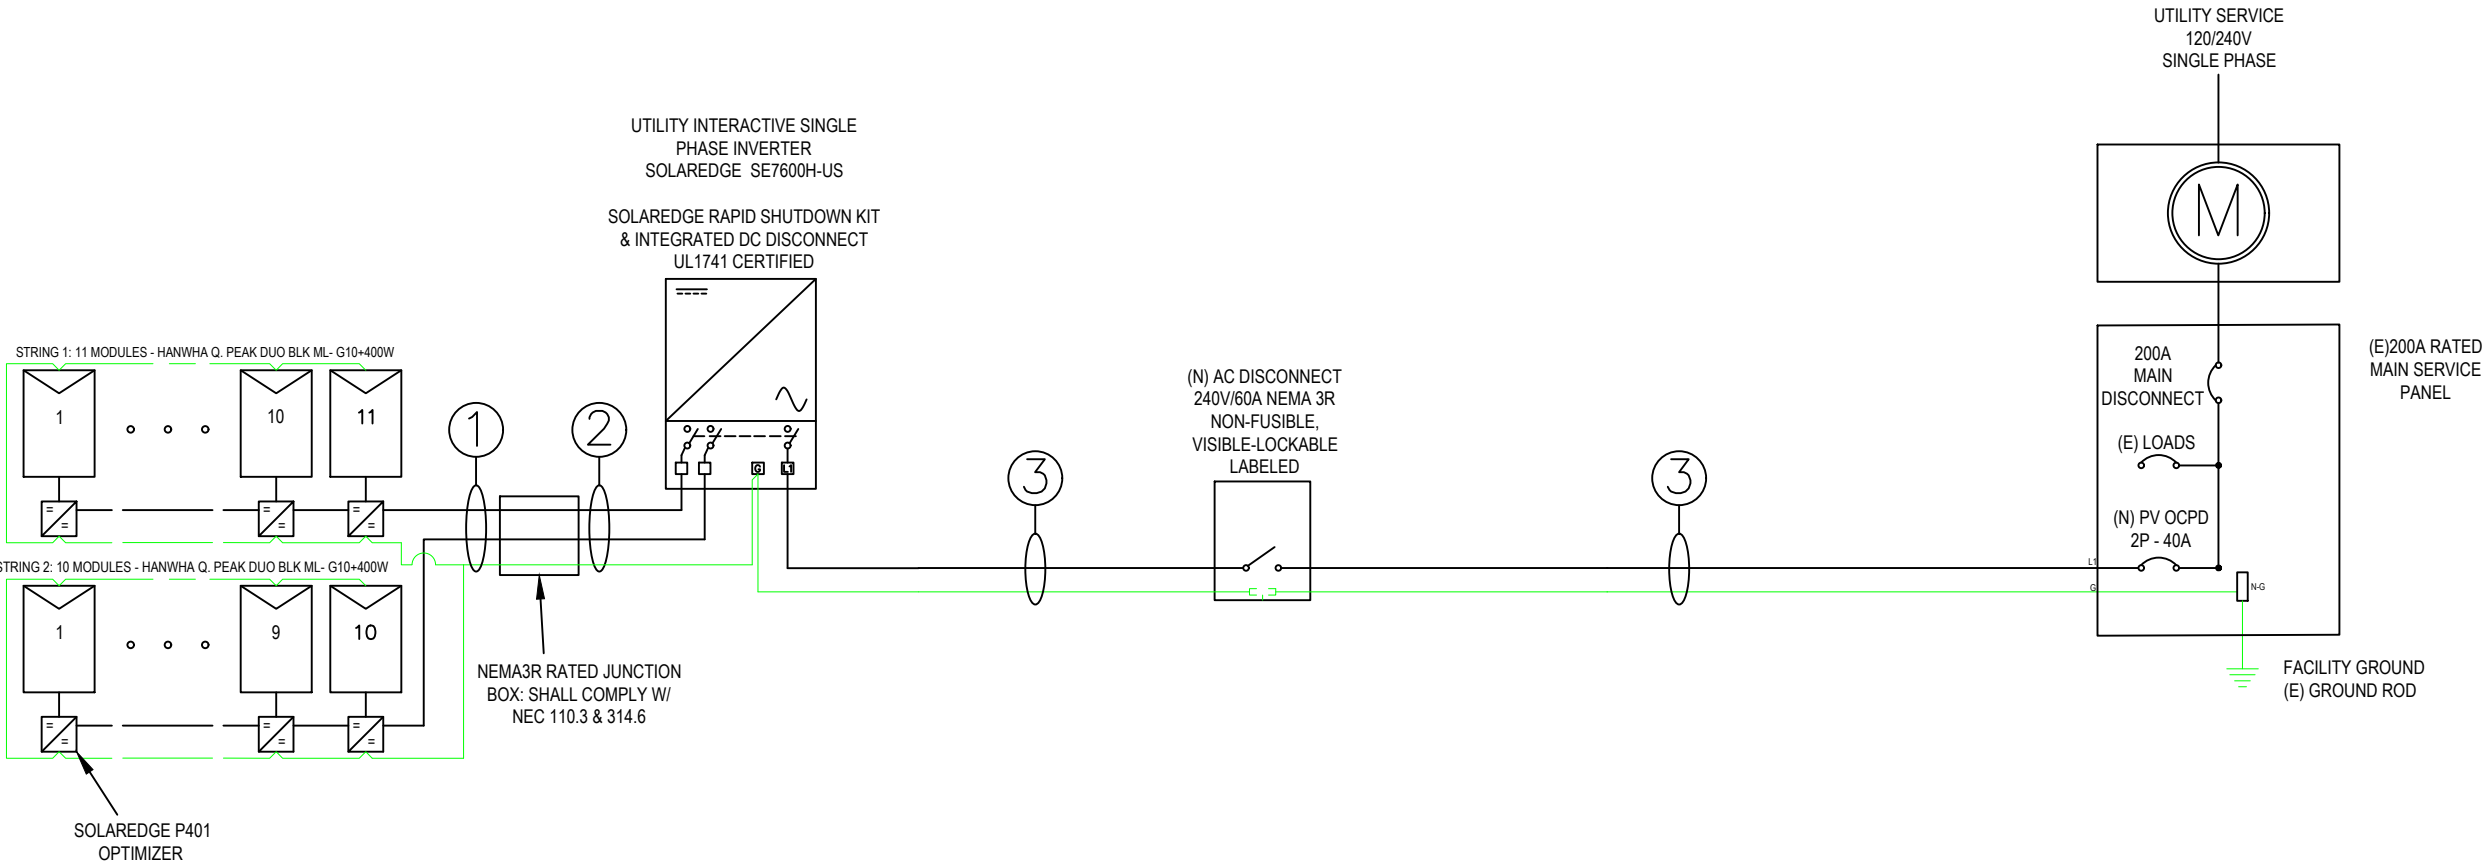 UTILITY SERVICE
120/240V
SINGLE PHASE
M
UTILITY INTERACTIVE SINGLE
PHASE INVERTER
SOLAREDGE SE7600H-US
SOLAREDGE RAPID SHUTDOWN KIT
& INTEGRATED DC DISCONNECT
UL1741 CERTIFIED
G
L1
STRING 1: 11 MODULES - HANWHA Q. PEAK DUO BLK ML- G10+400W
1
10
11
1
2
STRING 2: 10 MODULES - HANWHA Q. PEAK DUO BLK ML- G10+400W
1
9
10
NEMA3R RATED JUNCTION
BOX: SHALL COMPLY W/
NEC 110.3 & 314.6
SOLAREDGE P401
OPTIMIZER
3
(N) AC DISCONNECT
240V/60A NEMA 3R
NON-FUSIBLE,
VISIBLE-LOCKABLE
LABELED
3
200A
MAIN
DISCONNECT
(E) LOADS
(N) PV OCPD
2P - 40A
L1
G
N-G
(E)200A RATED
MAIN SERVICE
PANEL
FACILITY GROUND
(E) GROUND ROD